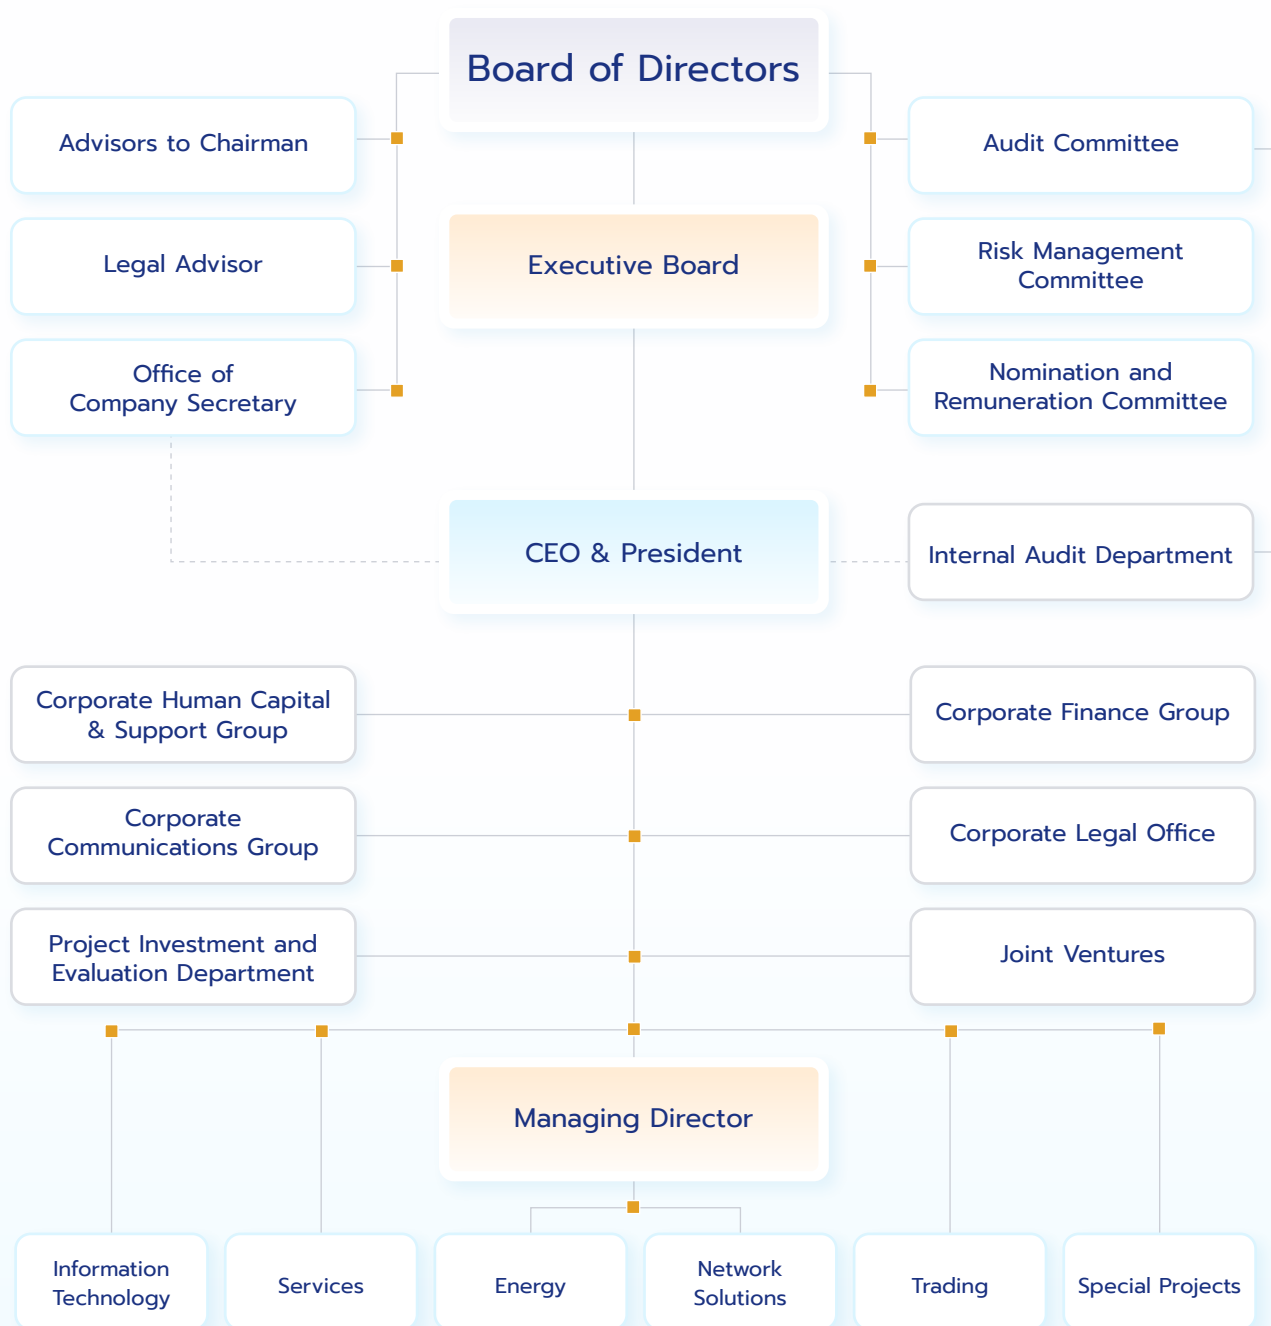 Board of Directors
Advisors to Chairman
Audit Committee
Legal Advisor
Executive Board
Risk Management
Committee
Office of
Company Secretary
Nomination and
Remuneration Committee
CEO & President
Internal Audit Department
Corporate Human Capital
& Support Group
Corporate Finance Group
Corporate
Communications Group
Corporate Legal Office
Project Investment and
Evaluation Department
Joint Ventures
Managing Director
Information
Technology
Services
Energy
Network
Solutions
Trading
Special Projects